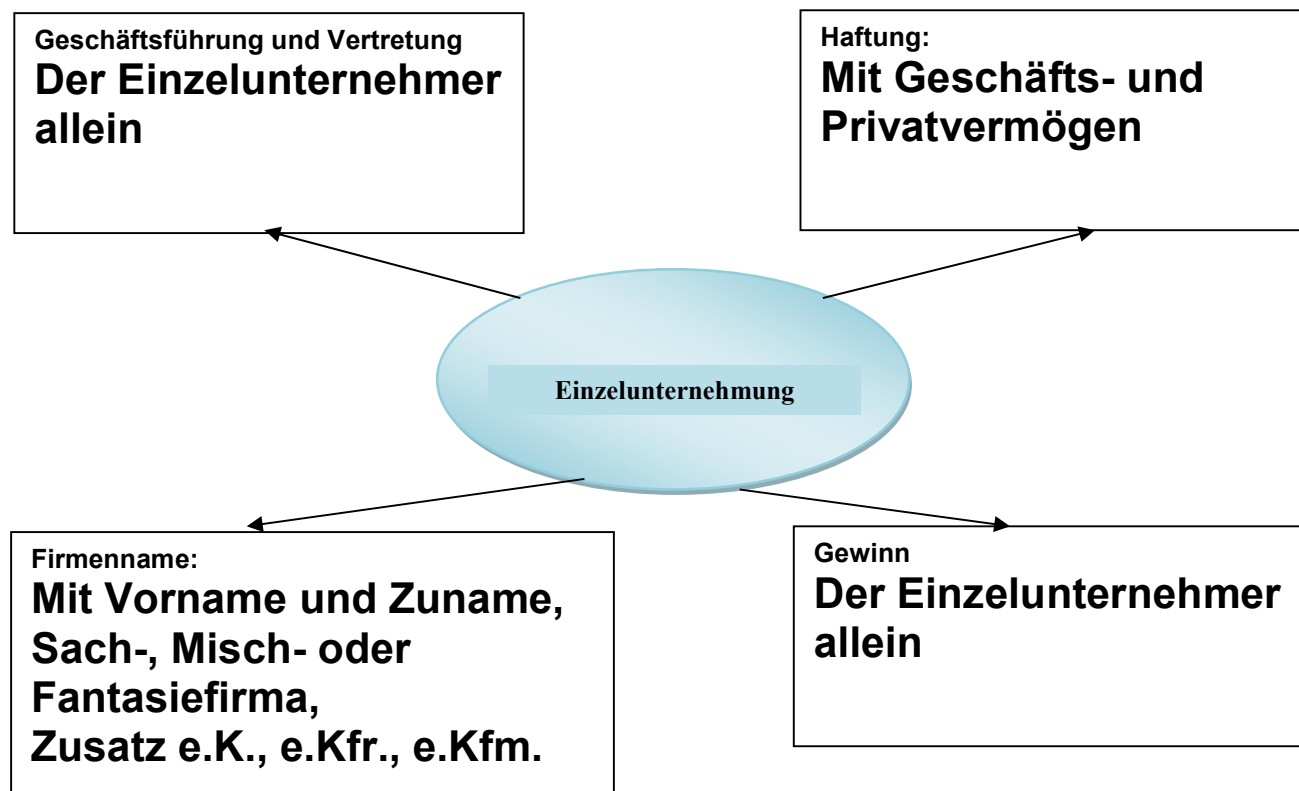 Geschäftsführung und Vertretung
Der Einzelunternehmer
allein
Haftung:
Mit Geschäfts- und
Privatvermögen
Einzelunternehmung
Firmenname:
Mit Vorname und Zuname,
Sach-, Misch- oder
Fantasiefirma,
Zusatz e.K., e.Kfr., e.Kfm.
Gewinn
Der Einzelunternehmer
allein